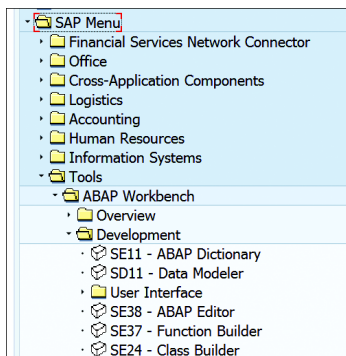 SAP Menu
Financial Services Network Connector
Office
Cross-Application Components
Logistics
Accounting
Human Resources
Information Systems
Tools
ABAP Workbench
Overview
Development
SE11 - ABAP Dictionary
SD11 - Data Modeler
User Interface
SE38 - ABAP Editor
SE37 - Function Builder
SE24 - Class Builder